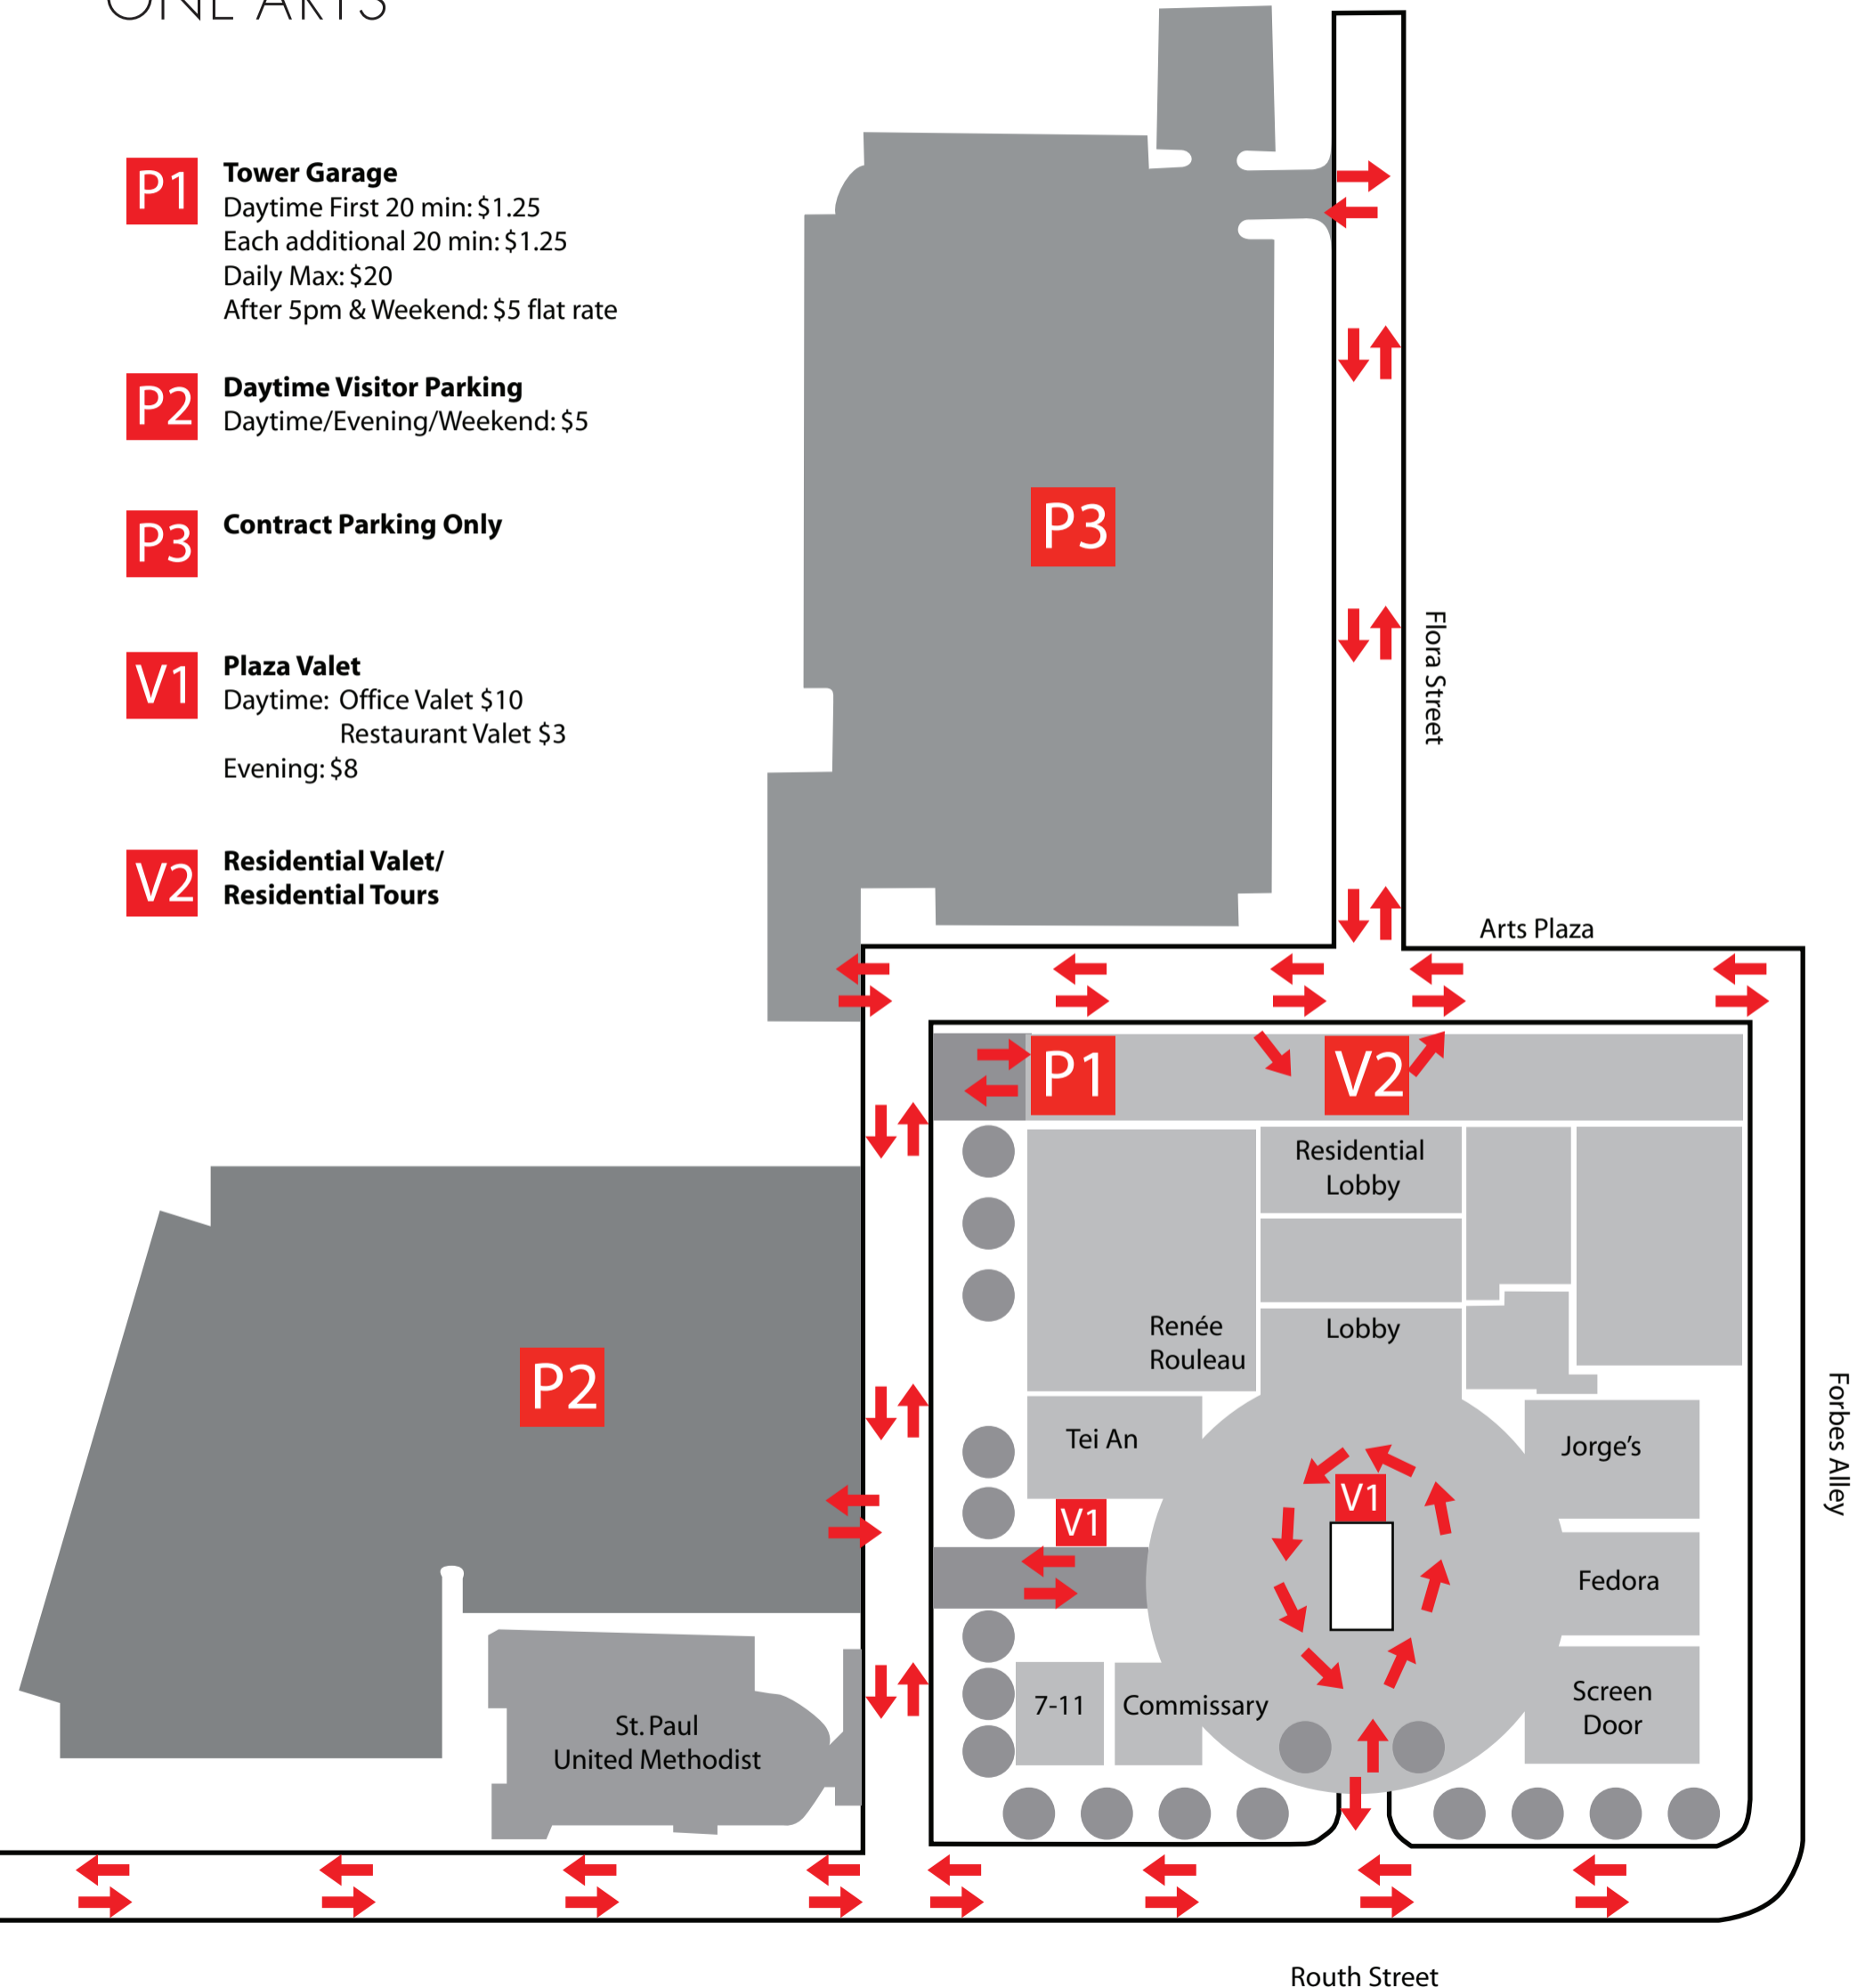 ONE ARTS
P1
Tower Garage
Daytime First 20 min: $1.25
Each additional 20 min: $1.25
Daily Max: $20
After 5pm & Weekend: $5 flat rate
P2
Daytime Visitor Parking
Daytime/Evening/Weekend: $5
P3
Contract Parking Only
V1
Plaza Valet
Daytime: Office Valet $10
Restaurant Valet $3
Evening: $8
V2
Residential Valet/
Residential Tours
P3
Flora Street
Arts Plaza
P1
V2
Residential
Lobby
Renée
Rouleau
Lobby
P2
Tei An
Jorge's
Forbes Alley
V1
V1
Fedora
7-11
Commissary
Screen
Door
St. Paul
United Methodist
Routh Street